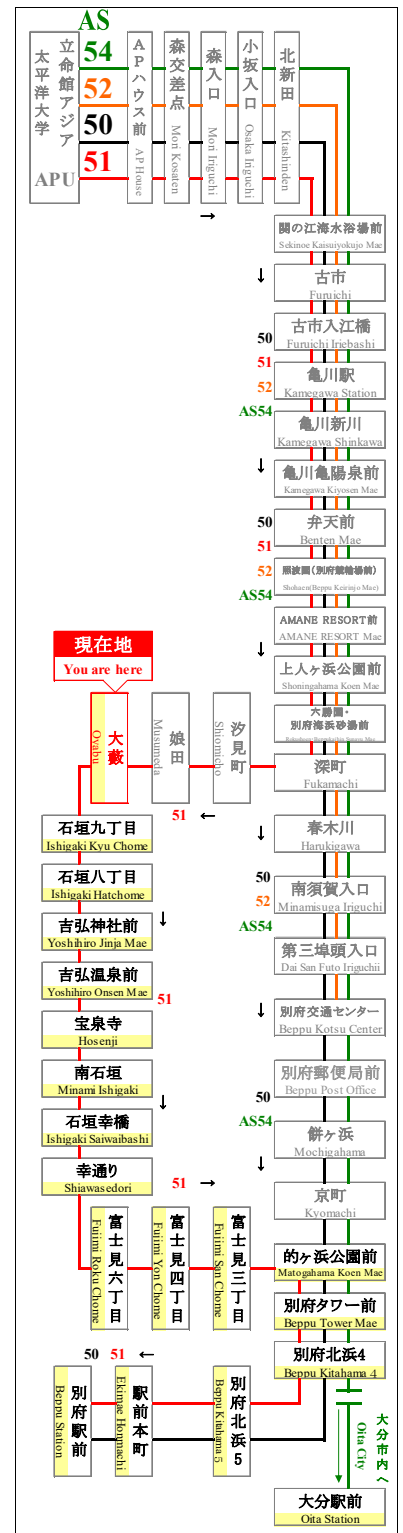 AS
54
52
50
51
立命館アジア
太平洋大学
APU
APハウス前
AP House
森交差点
Mori Kosaten
森入口
Mori Iriguchi
小坂入口
Osaka Iriguchi
北新田
Kitashinden
→
関の江海水浴場前
Sekinoe Kaisuiyokujo Mae
↓
古市
Furuichi
古市入江橋
Furuichi Iriebashi
50
51
52
AS54
亀川駅
Kamegawa Station
亀川新川
Kamegawa Shinkawa
↓
亀川亀陽泉前
Kamegawa Kiyosen Mae
50
51
52
AS54
弁天前
Benten Mae
照波園(別府競輪場前)
Shohaen(Beppu Keirinjo Mae)
AMANE RESORT前
AMANE RESORT Mae
↓
上人ヶ浜公園前
Shoningahama Koen Mae
六勝園・
別府海浜砂湯前
深町
Fukamachi
汐見町
Shiomicho
娘田
Musumeda
現在地
You are here
大藪
Oyabu
51 ←
石垣九丁目
Ishigaki Kyu Chome
石垣八丁目
Ishigaki Hatchome
吉弘神社前
Yoshihiro Jinja Mae
↓
吉弘温泉前
Yoshihiro Onsen Mae
51
宝泉寺
Hosenji
南石垣
Minami Ishigaki
↓
石垣幸橋
Ishigaki Saiwaibashi
幸通り
Shiawasedori
51 →
富士見六丁目
Fujimi Roku Chome
富士見四丁目
Fujimi Yon Chome
富士見三丁目
Fujimi San Chome
↓
春木川
Harukigawa
50
52
AS54
南須賀入口
Minamisuga Iriguchi
第三埠頭入口
Dai San Futo Iriguchii
↓
別府交通センター
Beppu Kotsu Center
別府郵便局前
Beppu Post Office
50
AS54
餅ヶ浜
Mochigahama
↓
京町
Kyomachi
的ヶ浜公園前
Matogahama Koen Mae
別府タワー前
Beppu Tower Mae
別府北浜4
Beppu Kitahama 4
50 51 ←
別府北浜5
Beppu Kitahama 5
駅前本町
Ekimae Honmachi
別府駅前
Beppu Station
大分市内へ
Oita City
大分駅前
Oita Station